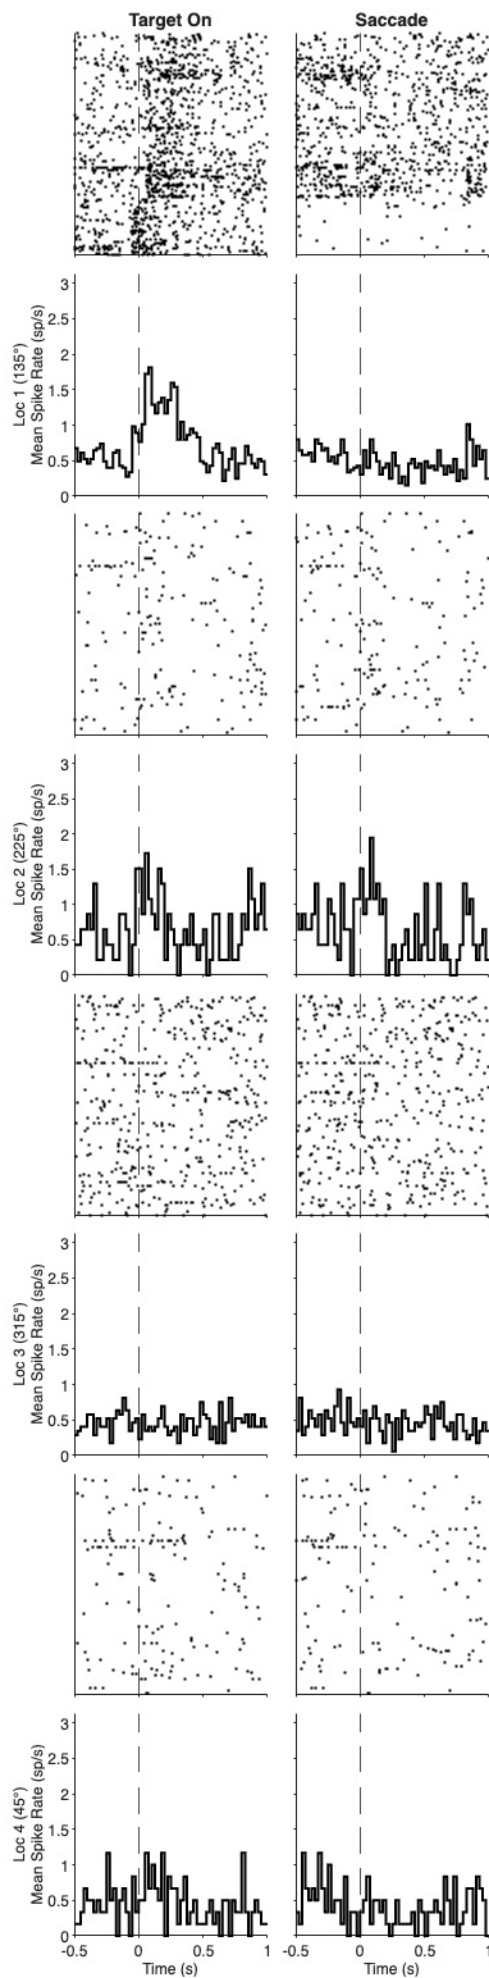 Target On
Saccade
3
2.5
2
1.5
1
0.5
0
Loc 1 (135°)
Mean Spike Rate (sp/s)
3
2.5
2
1.5
1
0.5
0
Loc 2 (225°)
Mean Spike Rate (sp/s)
3
2.5
2
1.5
1
0.5
0
Loc 3 (315°)
Mean Spike Rate (sp/s)
3
2.5
2
1.5
1
0.5
0
Loc 4 (45°)
Mean Spike Rate (sp/s)
-0.5 0 0.5 1
Time (s)
-0.5 0 0.5 1
Time (s)